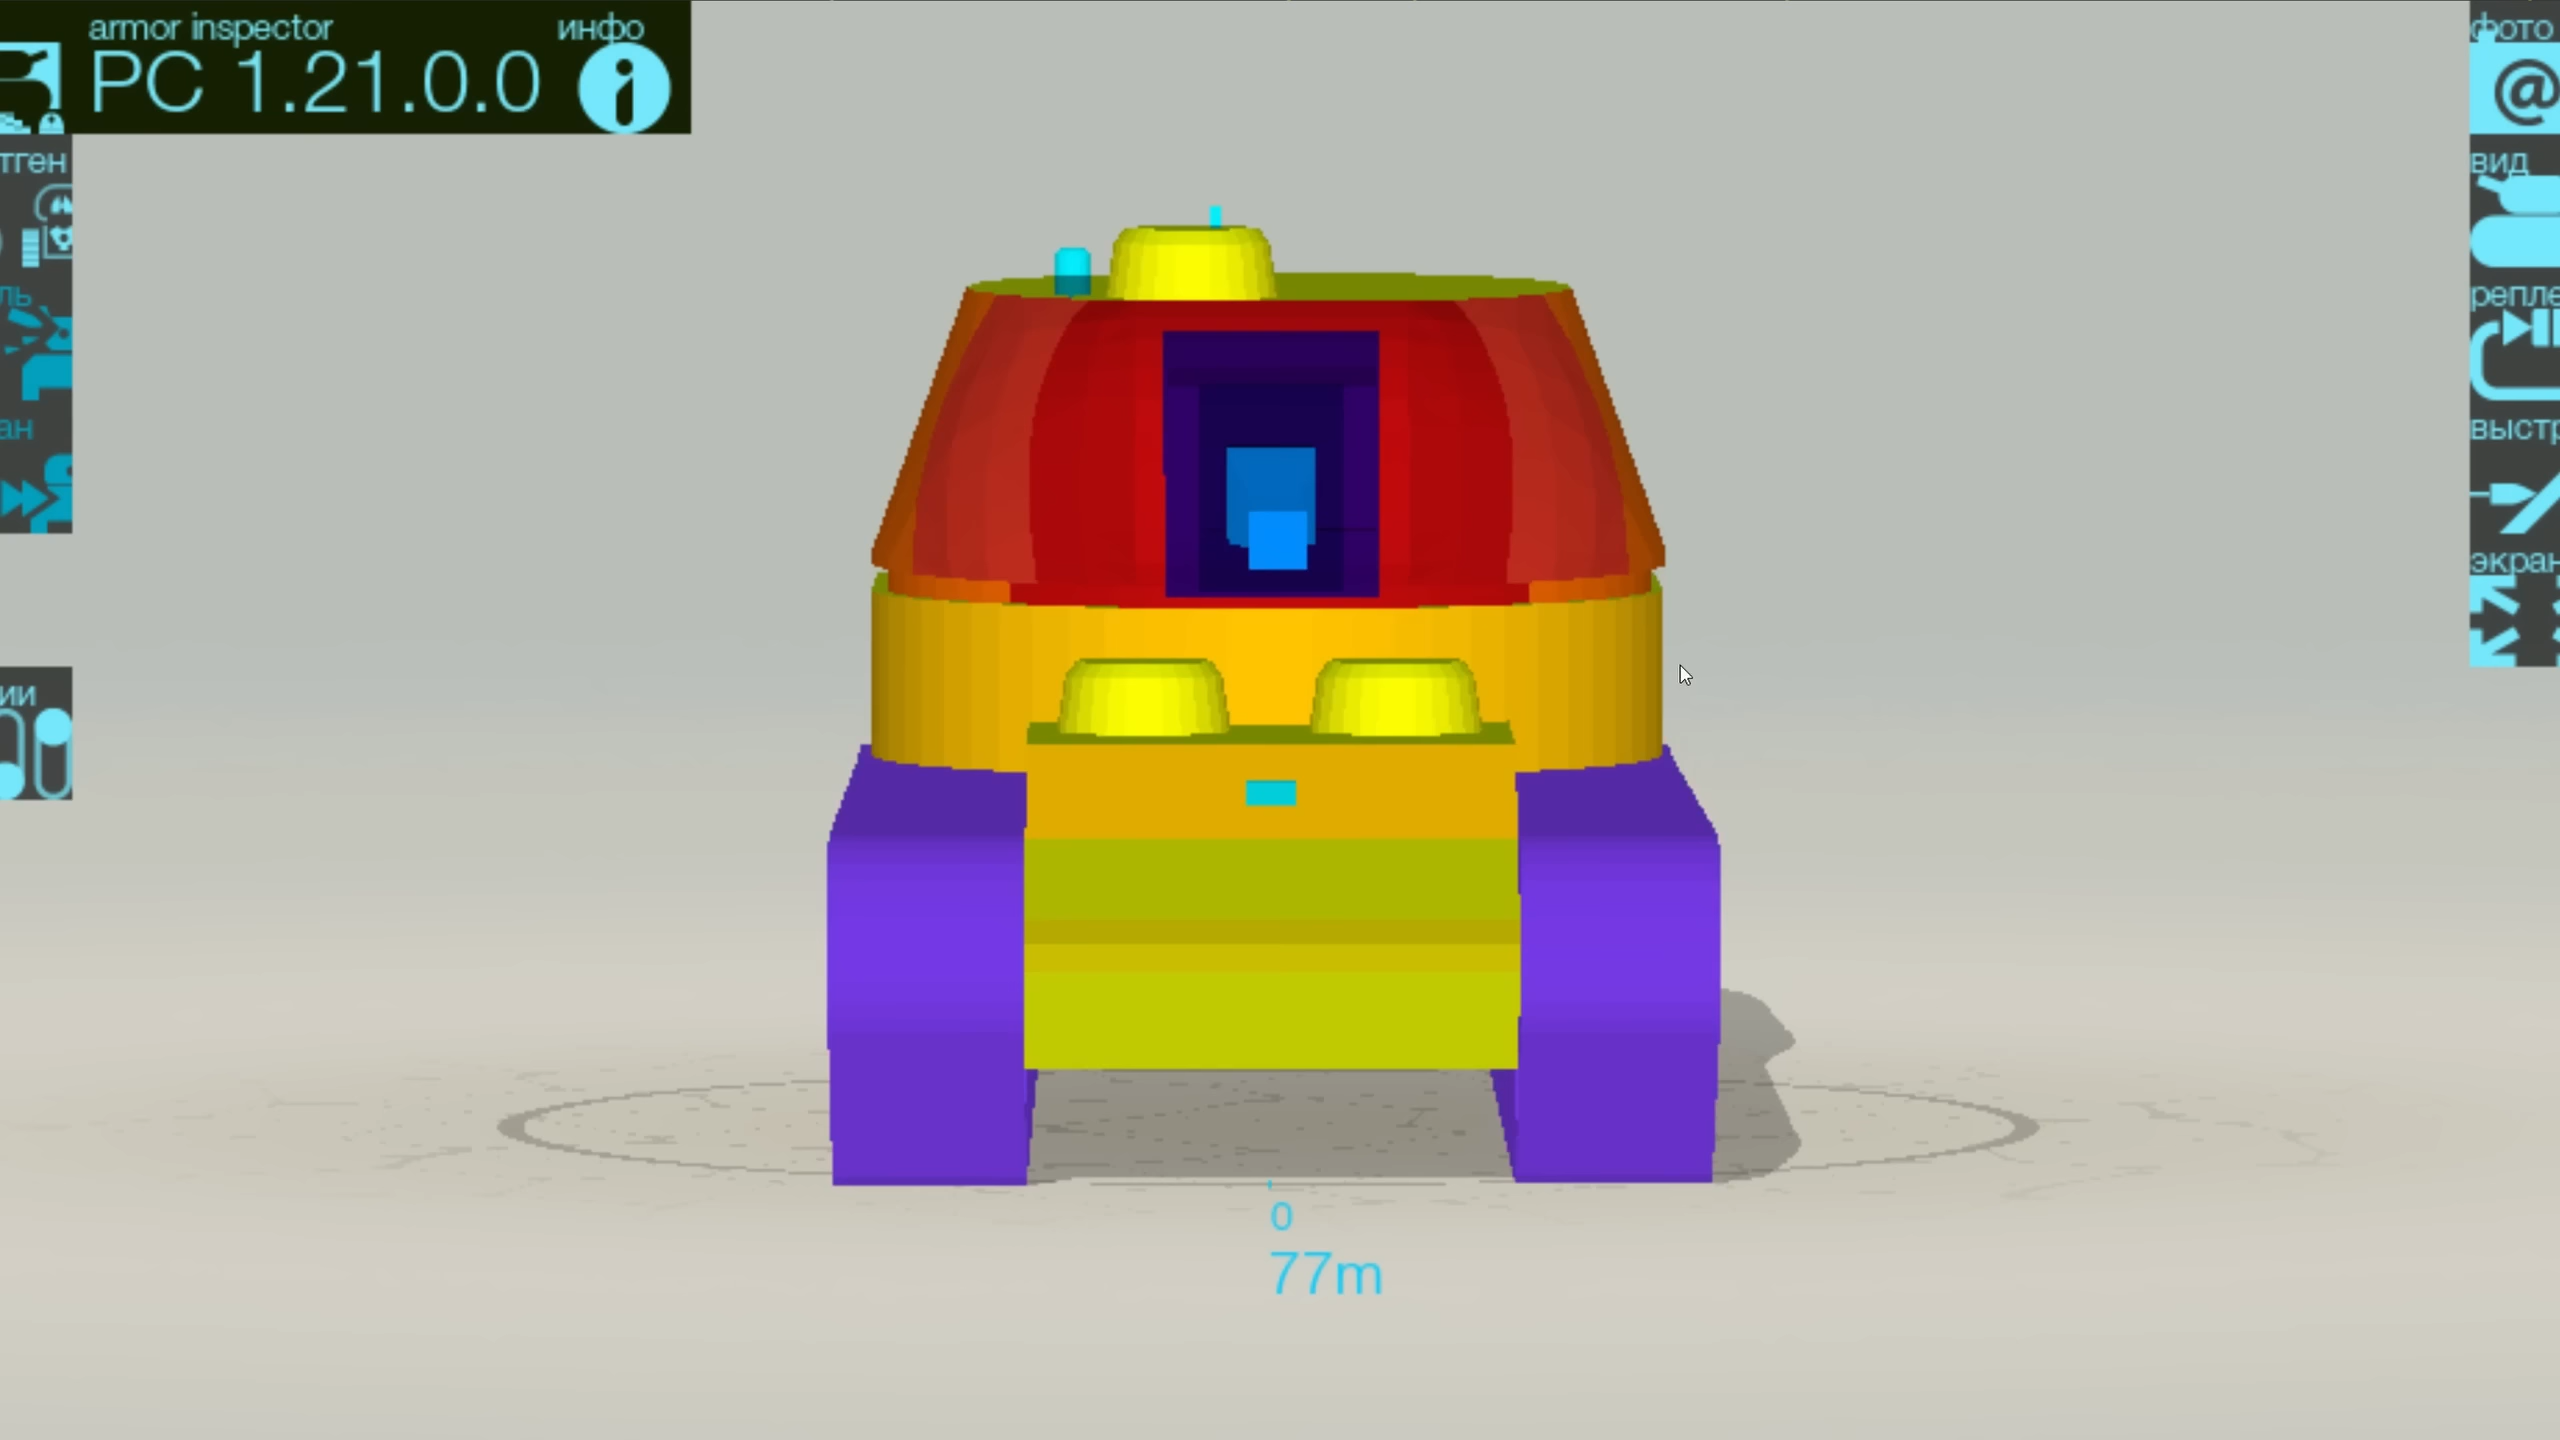 armor inspector
инфо
PC 1.21.0.0
тген
ль
ан
ии
фото
@
вид
репле
выстр
экран
0
77m